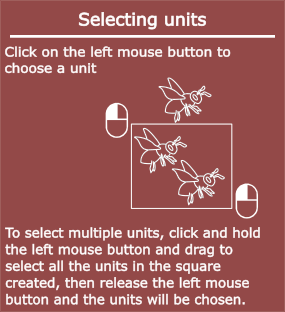 Selecting units
Click on the left mouse button to
choose a unit
To select multiple units, click and hold
the left mouse button and drag to
select all the units in the square
created, then release the left mouse
button and the units will be chosen.